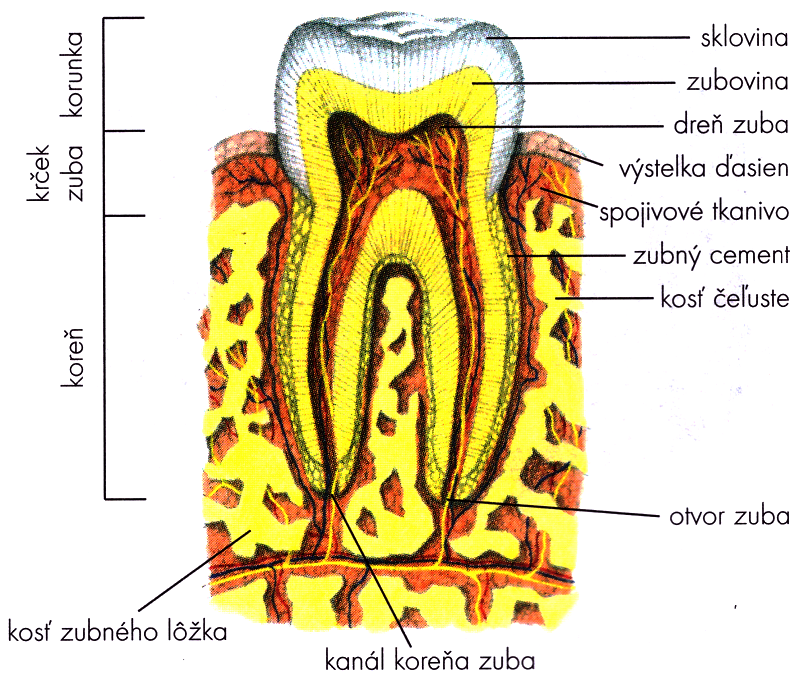 sklovina
zubovina
dreň zuba
výstelka ďasien
spojivové tkanivo
zubný cement
kosť čeľuste
otvor zuba
kanál koreňa zuba
kosť zubného lôžka
korunka
krček
zuba
koreň